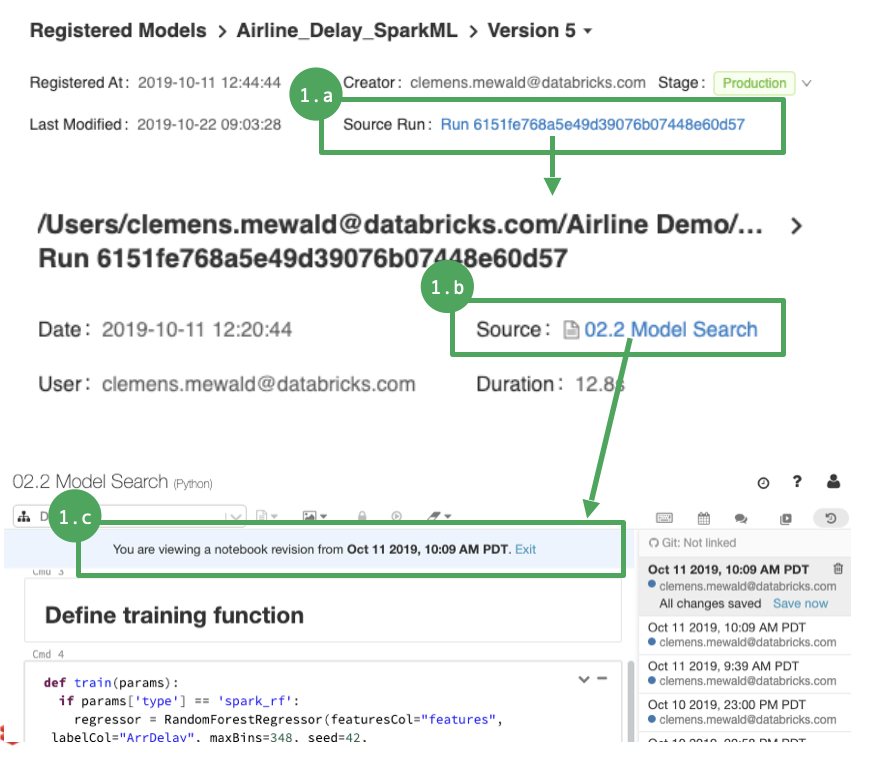 Registered Models > Airline_Delay_SparkML > Version 5
Registered At: 2019-10-11 12:44:44 Creator: clemens.mewald@databricks.com Stage: Production
1.a
Last Modified: 2019-10-22 09:03:28 Source Run: Run 6151fe768a5e49d39076b07448e60d57
/Users/clemens.mewald@databricks.com/Airline Demo/... >
Run 6151fe768a5e49d39076b07448e60d57
1.b
Date: 2019-10-11 12:20:44 Source: 02.2 Model Search
User: clemens.mewald@databricks.com Duration: 12.8s
02.2 Model Search (Python)
?
D
1.c
You are viewing a notebook revision from Oct 11 2019, 10:09 AM PDT. Exit
Git: Not linked
Oct 11 2019, 10:09 AM PDT
clemens.mewald@databricks.com
All changes saved Save now
Oct 11 2019, 10:09 AM PDT
clemens.mewald@databricks.com
Oct 11 2019, 9:39 AM PDT
clemens.mewald@databricks.com
Oct 10 2019, 23:00 PM PDT
clemens.mewald@databricks.com
Cmd 3
Define training function
Cmd 4
def train(params):
if params['type'] == 'spark_rf':
regressor = RandomForestRegressor(featuresCol="features",
labelCol="ArrDelay", maxBins=348, seed=42,